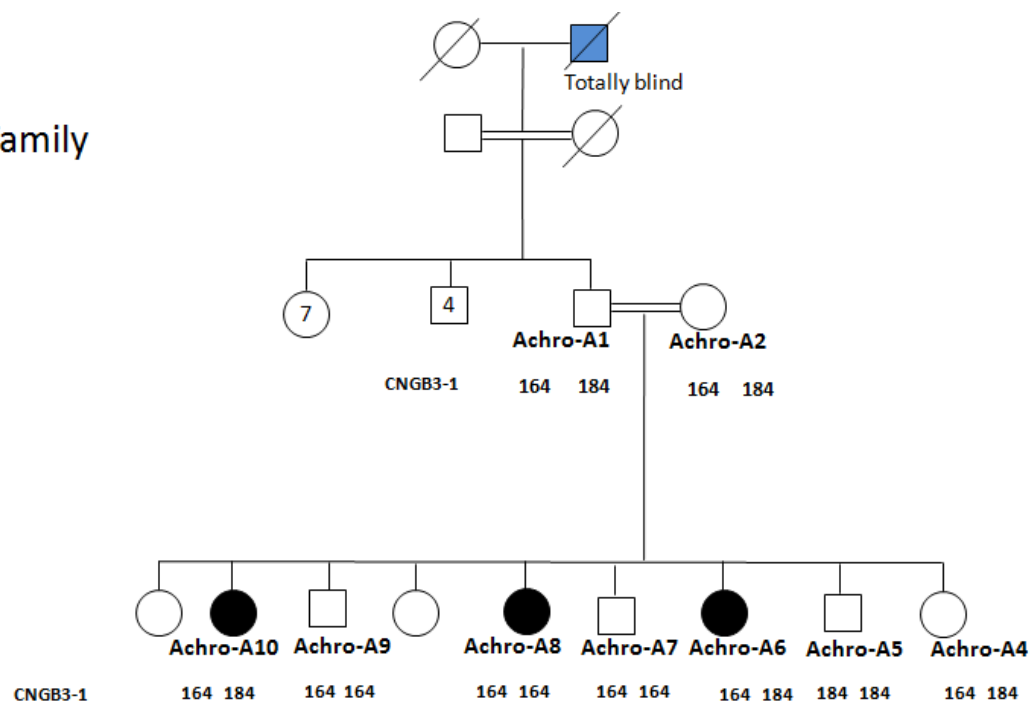 Totally blind
amily
7 4
Achro-A1 Achro-A2
CNGB3-1 164 184 164 184
Achro-A10 Achro-A9 Achro-A8 Achro-A7 Achro-A6 Achro-A5 Achro-A4
CNGB3-1 164 184 164 164 164 164 164 164 164 184 184 184 164 184